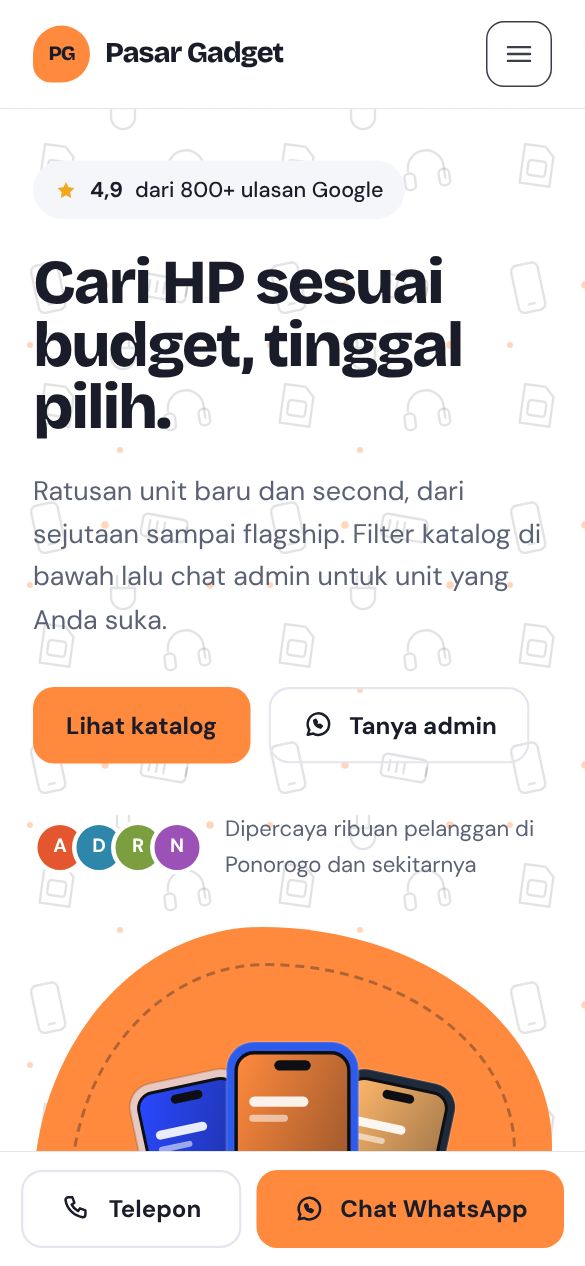 PG Pasar Gadget
4,9 dari 800+ ulasan Google
Cari HP sesuai
budget, tinggal
pilih.
Ratusan unit baru dan second, dari
sejutaan sampai flagship. Filter katalog di
bawah lalu chat admin untuk unit yang
Anda suka.
Lihat katalog
Tanya admin
A D R N
Dipercaya ribuan pelanggan di
Ponorogo dan sekitarnya
Telepon
Chat WhatsApp